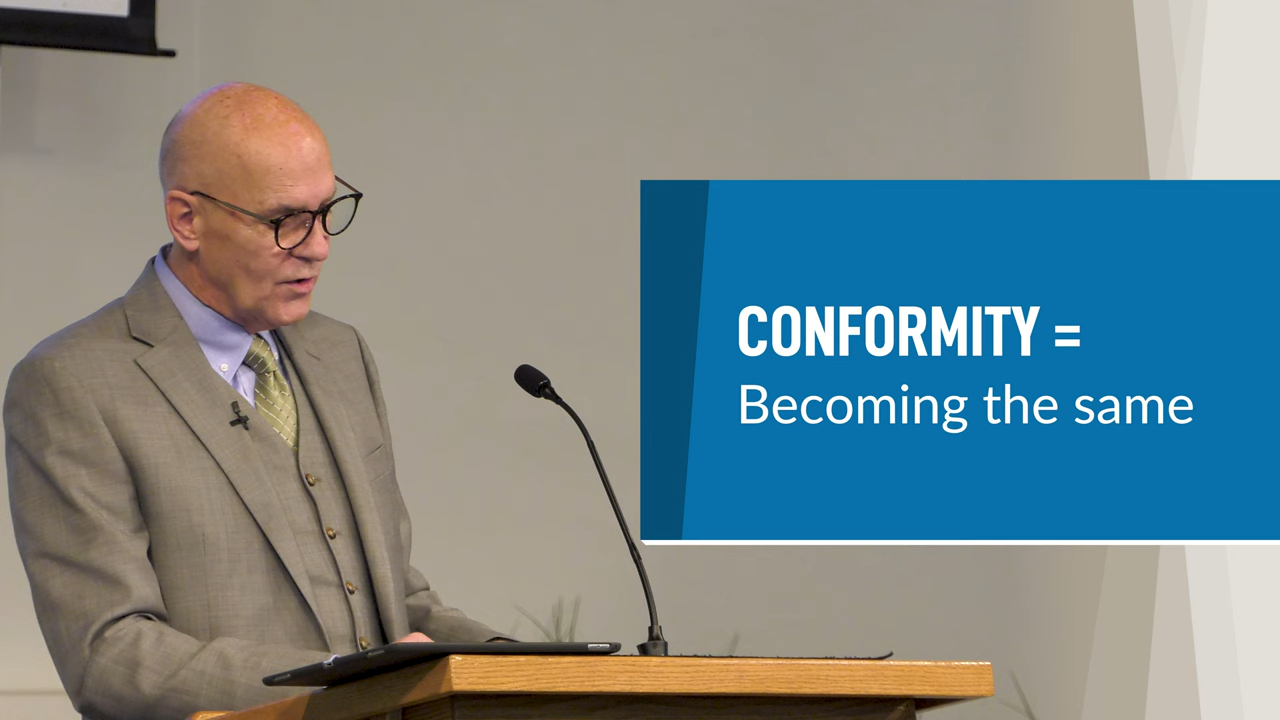 CONFORMITY =
Becoming the same